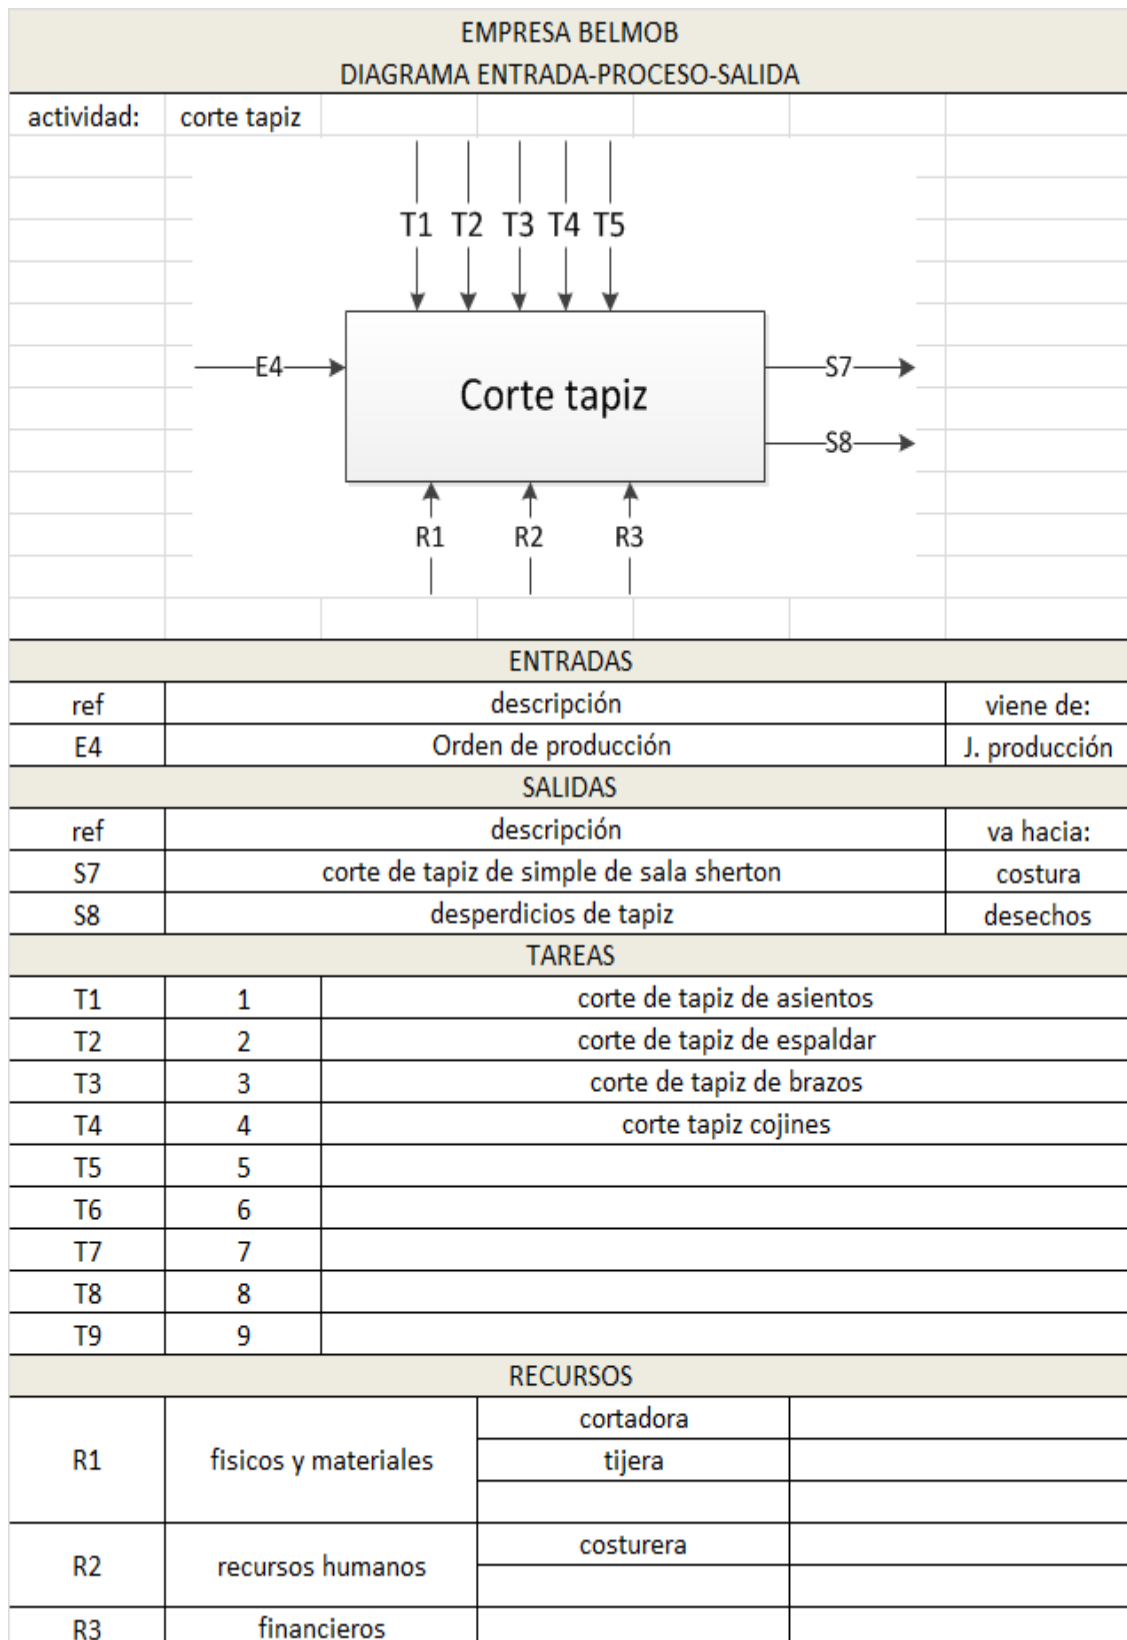 EMPRESA BELMOB
DIAGRAMA ENTRADA-PROCESO-SALIDA
actividad: corte tapiz
T1 T2 T3 T4 T5
E4
Corte tapiz
S7
S8
R1 R2 R3
ENTRADAS
ref descripción viene de:
E4 Orden de producción J. producción
SALIDAS
ref descripción va hacia:
S7 corte de tapiz de simple de sala sherton costura
S8 desperdicios de tapiz desechos
TAREAS
T1 1 corte de tapiz de asientos
T2 2 corte de tapiz de espaldar
T3 3 corte de tapiz de brazos
T4 4 corte tapiz cojines
T5 5
T6 6
T7 7
T8 8
T9 9
RECURSOS
R1 fisicos y materiales cortadora
tijera
R2 recursos humanos costurera
R3 financieros